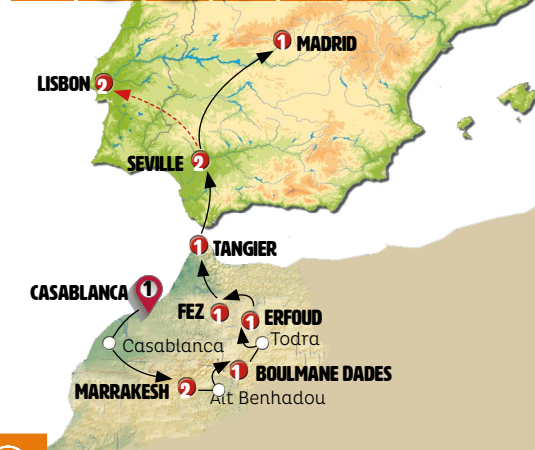 1 MADRID
LISBON 2
SEVILLE 2
1 TANGIER
CASABLANCA 1
FEZ 1
1 ERFOUD
Casablanca
Todra
1 BOULMANE DADES
MARRAKESH 2
Ait Benhadou